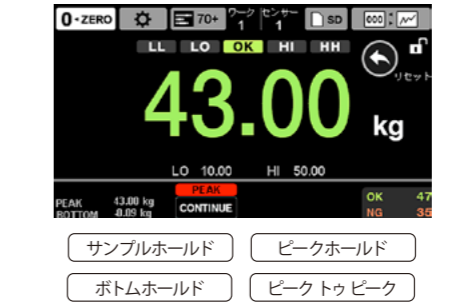 0-ZERO 70+ ワーク 1 センサー 1 SD 000 :
LL LO OK HI HH
リセット
43.00 kg
LO 10.00 HI 50.00
PEAK 43.00 kg
BOTTOM -0.09 kg
PEAK
CONTINUE
OK 47
NG 35
サンプルホールド ピークホールド
ボトムホールド ピーク トゥ ピーク